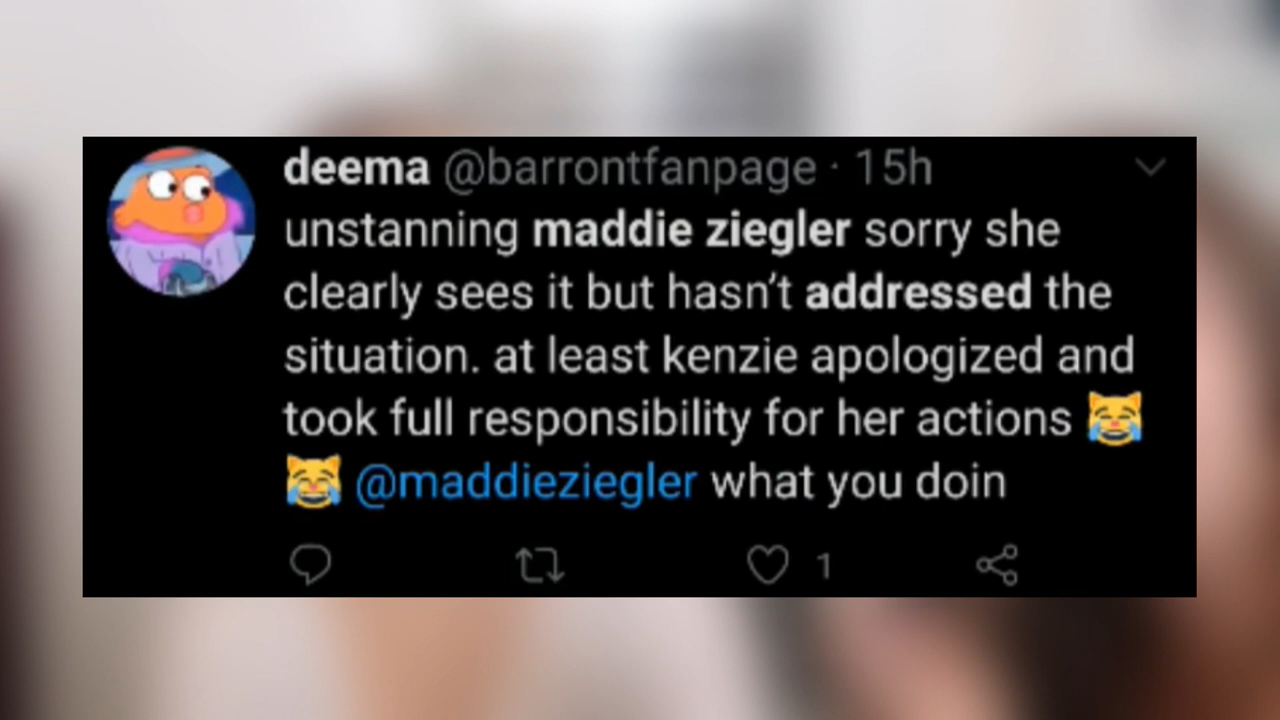 deema @barrontfanpage · 15h
unstanning maddie ziegler sorry she
clearly sees it but hasn’t addressed the
situation. at least kenzie apologized and
took full responsibility for her actions 😹
😹 @maddieziegler what you doin
1